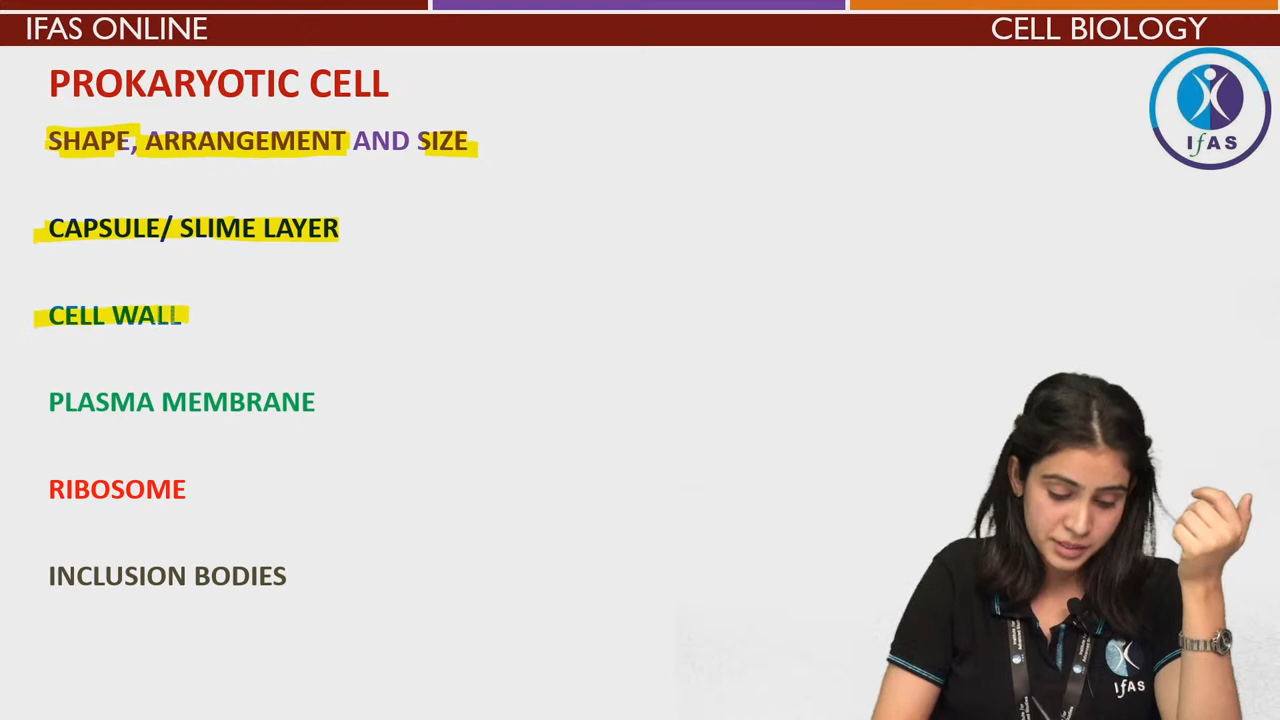 IFAS ONLINE
CELL BIOLOGY
PROKARYOTIC CELL
SHAPE, ARRANGEMENT AND SIZE
CAPSULE/ SLIME LAYER
CELL WALL
PLASMA MEMBRANE
RIBOSOME
INCLUSION BODIES
IfAS
IfAS